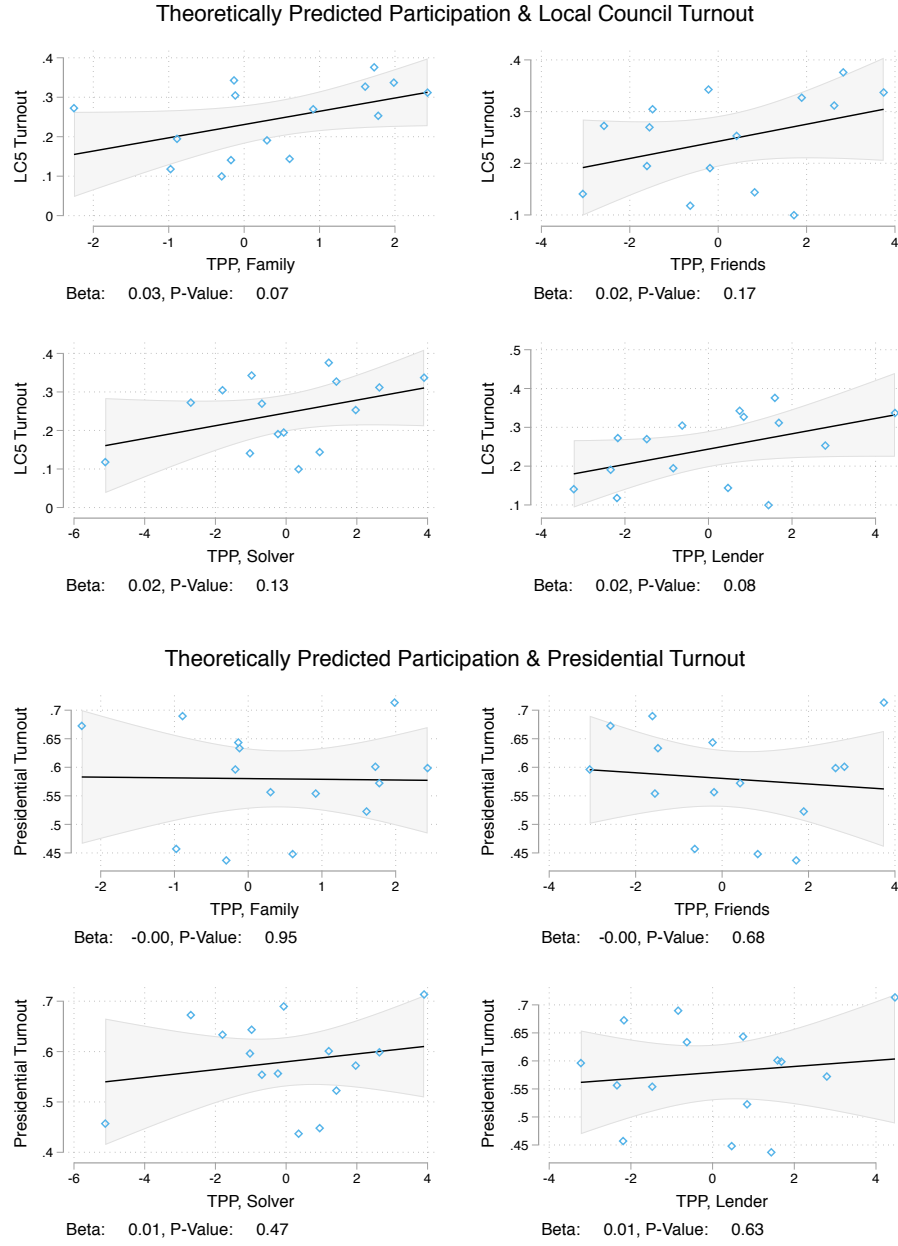 Theoretically Predicted Participation & Local Council Turnout
LC5 Turnout
.4
.3
.2
.1
0
-2 -1 0 1 2
TPP, Family
Beta: 0.03, P-Value: 0.07
LC5 Turnout
.4
.3
.2
.1
-4 -2 0 2 4
TPP, Friends
Beta: 0.02, P-Value: 0.17
LC5 Turnout
.4
.3
.2
.1
0
-6 -4 -2 0 2 4
TPP, Solver
Beta: 0.02, P-Value: 0.13
LC5 Turnout
.5
.4
.3
.2
.1
-4 -2 0 2 4
TPP, Lender
Beta: 0.02, P-Value: 0.08
Theoretically Predicted Participation & Presidential Turnout
Presidential Turnout
.7
.65
.6
.55
.5
.45
-2 -1 0 1 2
TPP, Family
Beta: -0.00, P-Value: 0.95
Presidential Turnout
.7
.65
.6
.55
.5
.45
-4 -2 0 2 4
TPP, Friends
Beta: -0.00, P-Value: 0.68
Presidential Turnout
.7
.6
.5
.4
-6 -4 -2 0 2 4
TPP, Solver
Beta: 0.01, P-Value: 0.47
Presidential Turnout
.7
.65
.6
.55
.5
.45
-4 -2 0 2 4
TPP, Lender
Beta: 0.01, P-Value: 0.63